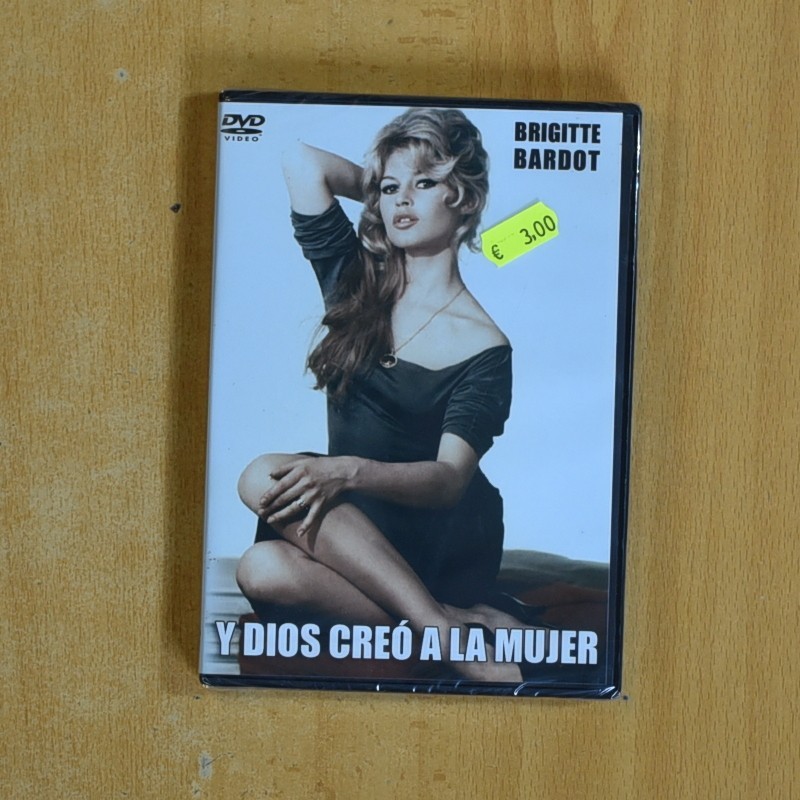 DVD
VIDEO
BRIGITTE
BARDOT
€ 3,00
Y DIOS CREÓ A LA MUJER